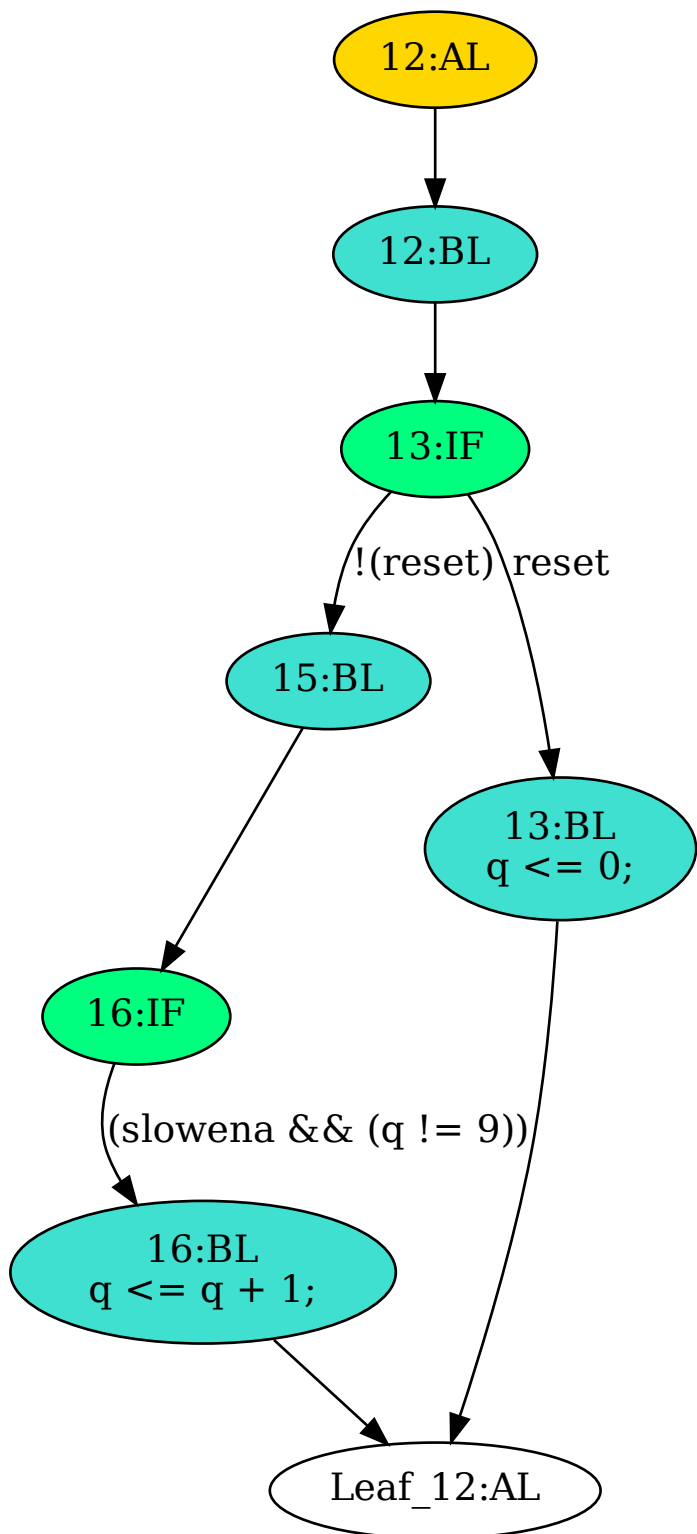 12:AL
12:BL
13:IF
!(reset)
reset
15:BL
13:BL
q <= 0;
16:IF
(slowena && (q != 9))
16:BL
q <= q + 1;
Leaf_12:AL